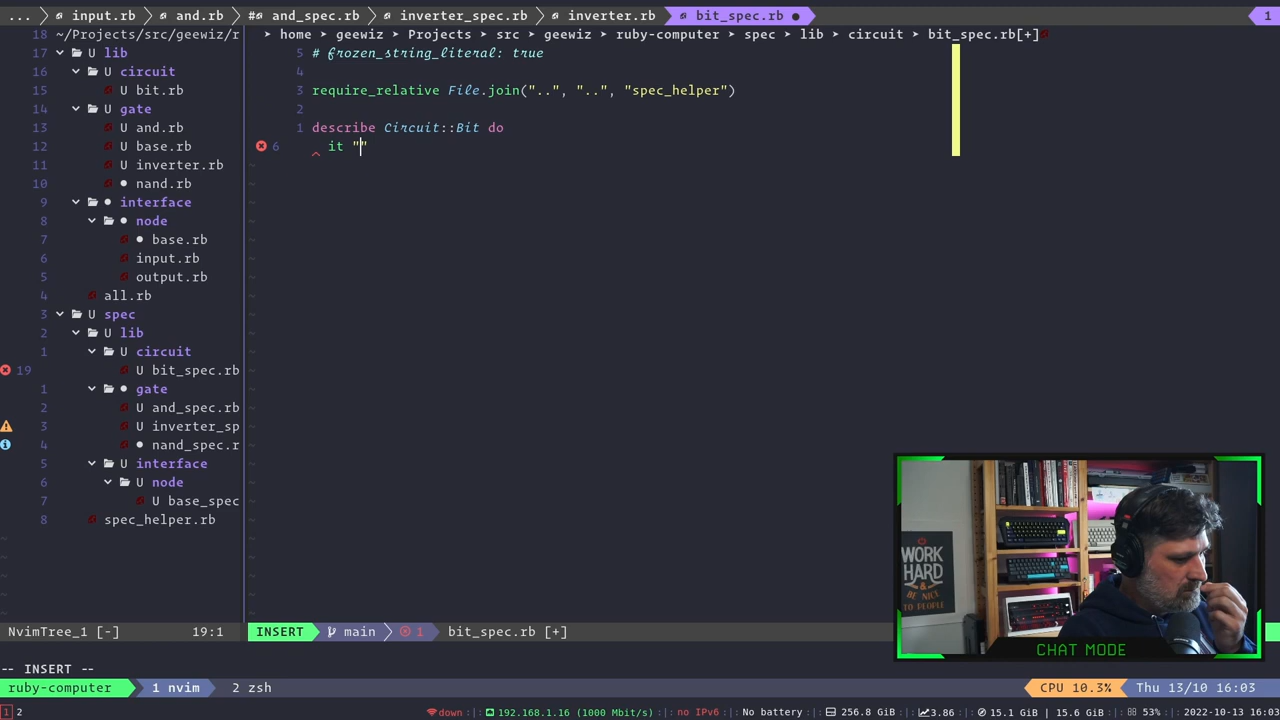 ... input.rb and.rb # and_spec.rb inverter_spec.rb inverter.rb bit_spec.rb ● 1
18 ~/Projects/src/geewiz/r
17 U lib
16 U circuit
15 U bit.rb
14 U gate
13 U and.rb
12 U base.rb
11 U inverter.rb
10 ● nand.rb
9 ● interface
8 ● node
7 ● base.rb
6 input.rb
5 output.rb
4 all.rb
3 U spec
2 U lib
1 U circuit
19 U bit_spec.rb
1 ● gate
2 U and_spec.rb
3 U inverter_sp
4 ● nand_spec.r
5 U interface
6 U node
7 U base_spec
8 spec_helper.rb
home geewiz Projects src geewiz ruby-computer spec lib circuit bit_spec.rb[+]
5 # frozen_string_literal: true
4
3 require_relative File.join("..", "..", "spec_helper")
2
1 describe Circuit::Bit do
6 it ""
WORK
HARD
& BE NICE
TO PEOPLE
CHAT MODE
NvimTree_1 [-] 19:1 INSERT main 1 bit_spec.rb [+]
-- INSERT --
ruby-computer 1 nvim 2 zsh CPU 10.3% Thu 13/10 16:03
1 2 down 192.168.1.16 (1000 Mbit/s) no IPv6 No battery 256.8 GiB 3.86 15.1 GiB | 15.6 GiB 53% 2022-10-13 16:03